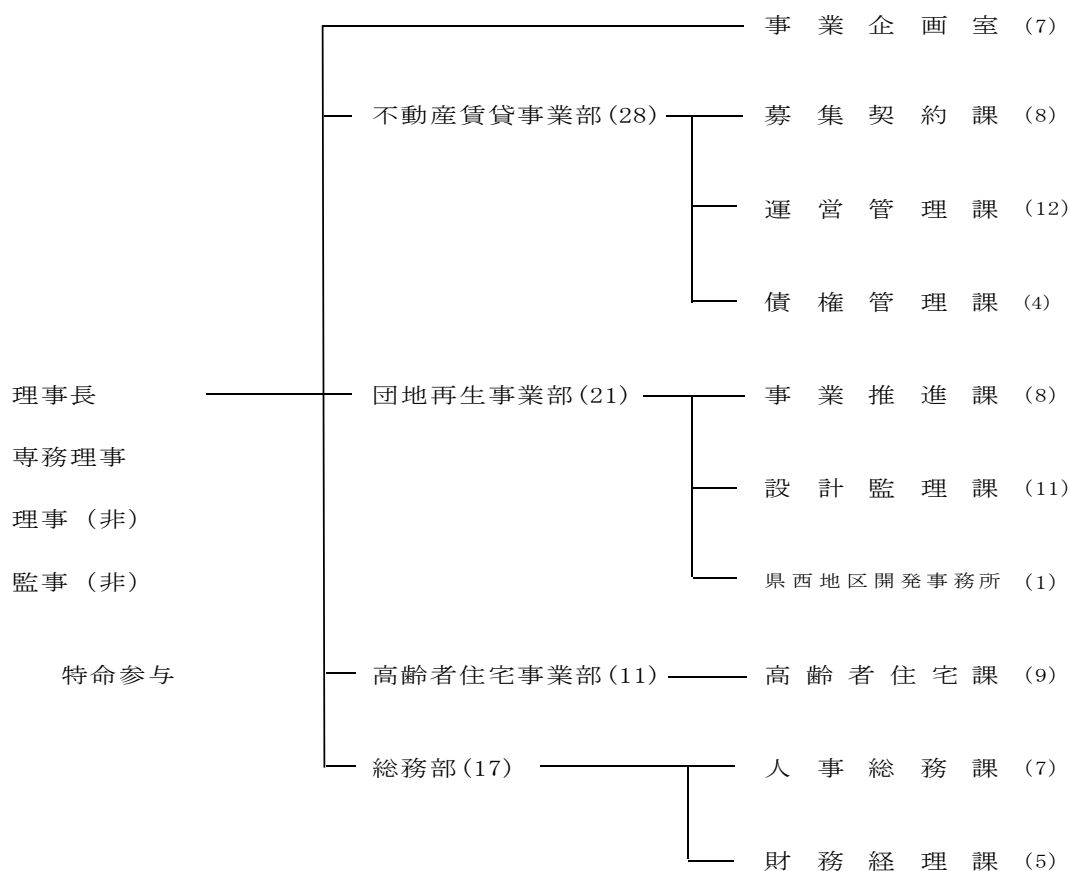 事業企画室 (7)
不動産賃貸事業部(28) 募集契約課 (8)
運営管理課 (12)
債権管理課 (4)
理事長 団地再生事業部(21) 事業推進課 (8)
専務理事
設計監理課 (11)
理事（非）
監事（非） 県西地区開発事務所 (1)
特命参与 高齢者住宅事業部(11) 高齢者住宅課 (9)
総務部(17) 人事総務課 (7)
財務経理課 (5)